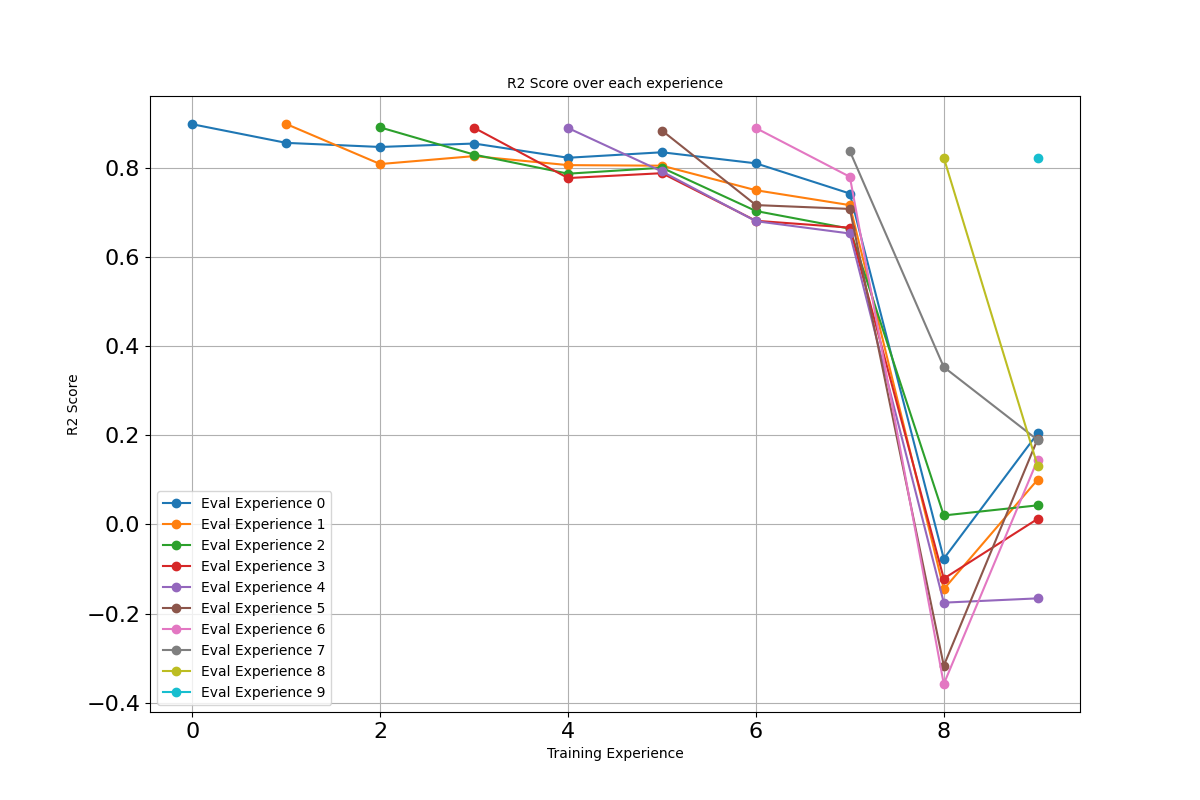 R2 Score over each experience
0.8
0.6
0.4
0.2
0.0
−0.2
−0.4
R2 Score
Eval Experience 0
Eval Experience 1
Eval Experience 2
Eval Experience 3
Eval Experience 4
Eval Experience 5
Eval Experience 6
Eval Experience 7
Eval Experience 8
Eval Experience 9
0 2 4 6 8
Training Experience